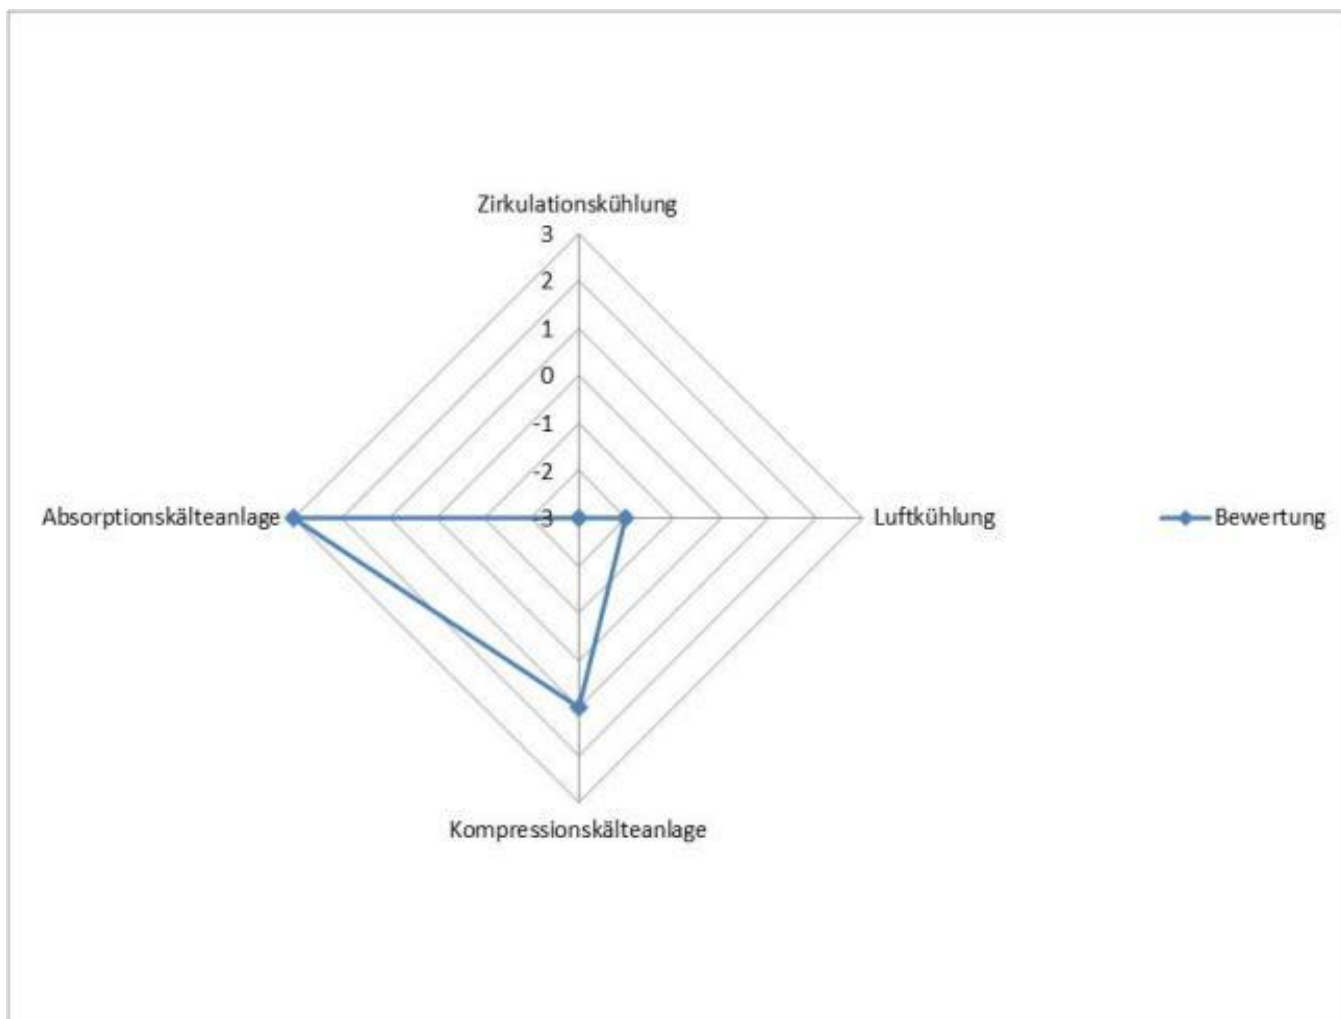 Zirkulationskühlung
3
2
1
0
-1
-2
-3
Absorptionskälteanlage
Luftkühlung
Bewertung
Kompressionskälteanlage